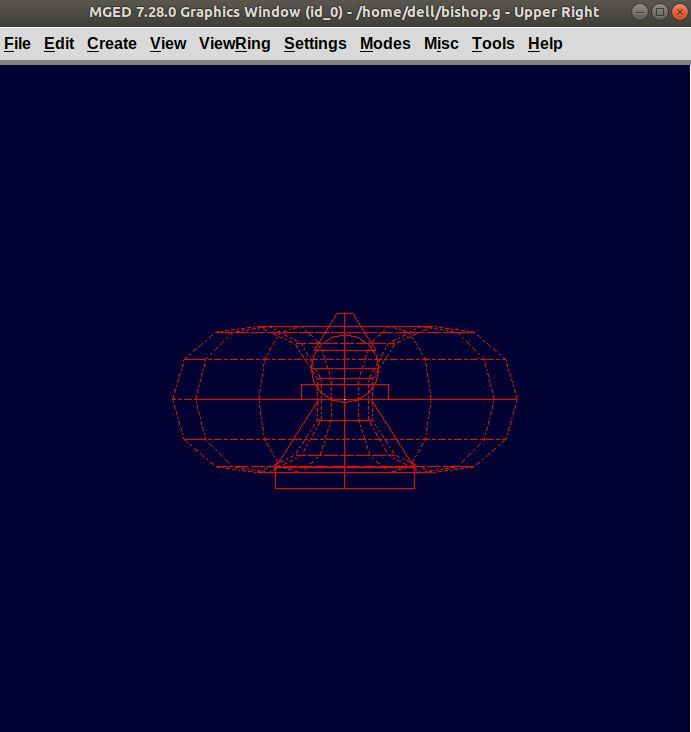 MGED 7.28.0 Graphics Window (id_0) - /home/dell/bishop.g - Upper Right
File Edit Create View ViewRing Settings Modes Misc Tools Help